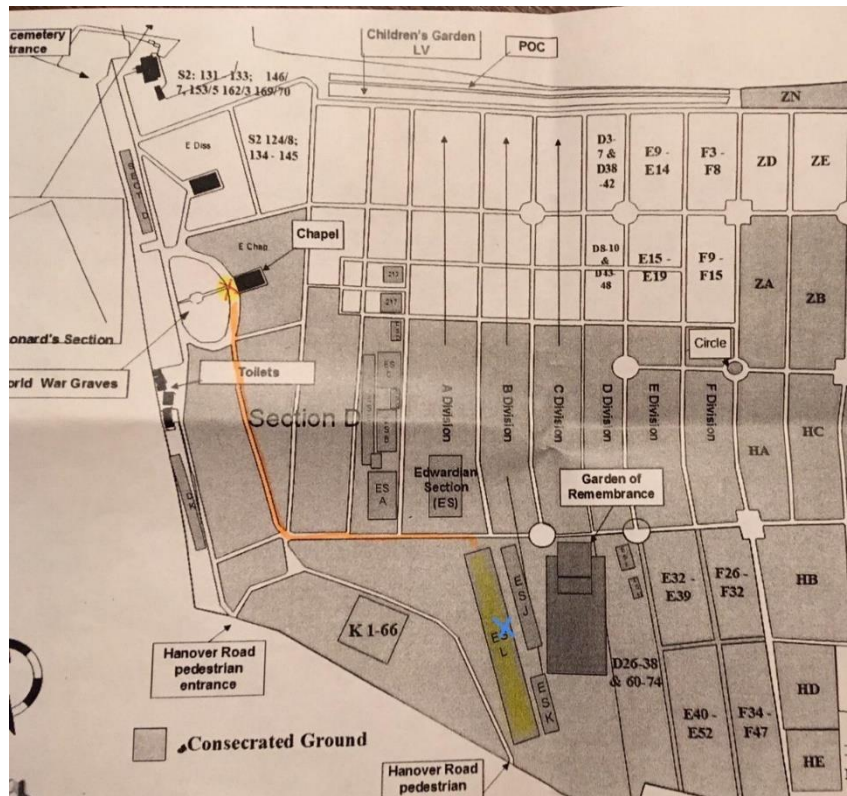 cemetery
trance
Children's Garden
LV
POC
S2: 131 - 133; 146/
7, 153/5 162/3 169/70
ZN
E Diss
S2 124/8;
134 - 145
D3-
7 &
D38
-42
E9 -
E14
F3 -
F8
ZD
ZE
E Chap
Chapel
D8-10
&
D43-
48
E15 -
E19
F9 -
F15
ZA
ZB
213
217
onard's Section
Circle
orld War Graves
Toilets
Section D
A Division
B Division
C Division
D Division
E Division
F Division
HA
HC
ES
A
Edwardian
Section
(ES)
Garden of
Remembrance
ESJ
E32 -
E39
F26 -
F32
HB
K 1-66
L
ESK
D26-38
& 60-74
Hanover Road
pedestrian
entrance
HD
E40 -
E52
F34 -
F47
HE
Consecrated Ground
Hanover Road
pedestrian